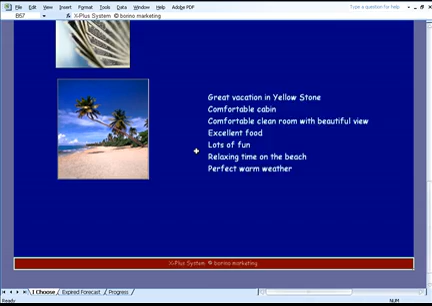 File Edit View Insert Format Tools Data Window Help Adobe PDF
Type a question for help
B57
X-Plus System © borino marketing
Great vacation in Yellow Stone
Comfortable cabin
Comfortable clean room with beautiful view
Excellent food
Lots of fun
Relaxing time on the beach
Perfect warm weather
X-Plus System © borino marketing
I Choose / Expired Forecast / Progress
Ready
NUM